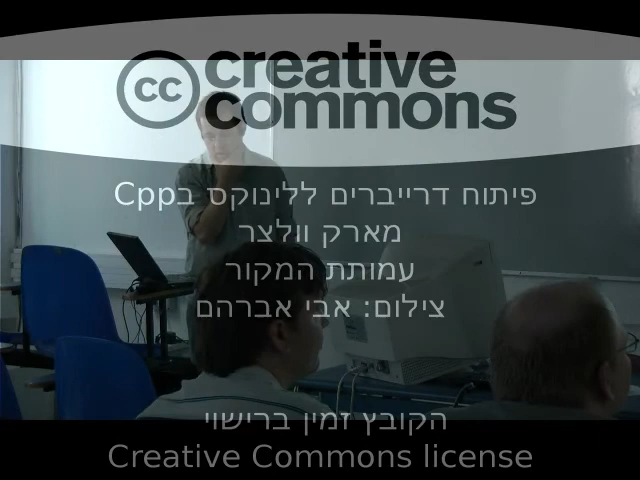 cc creative
commons
פיתוח דרייברים ללינוקס בCpp
מארק וולצר
עמותת המקור
צילום: אבי אברהם
הקובץ זמין ברישוי
Creative Commons license